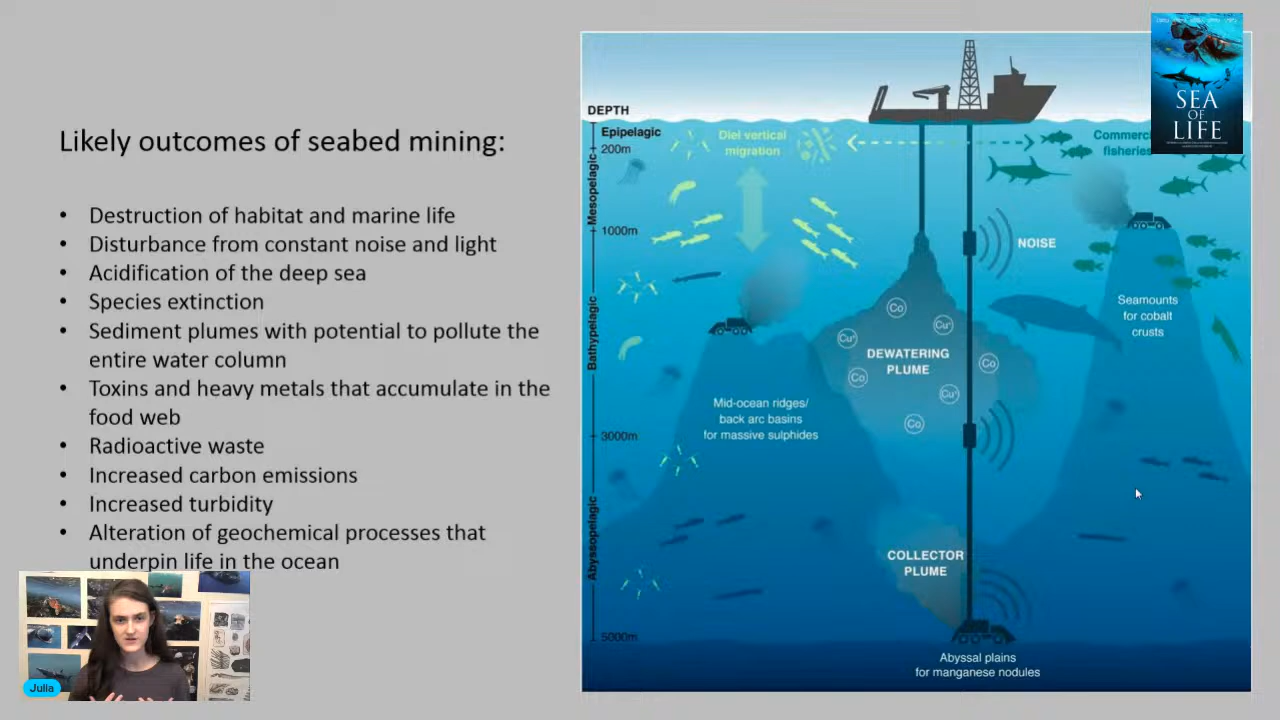 Likely outcomes of seabed mining:
• Destruction of habitat and marine life
• Disturbance from constant noise and light
• Acidification of the deep sea
• Species extinction
• Sediment plumes with potential to pollute the
entire water column
• Toxins and heavy metals that accumulate in the
food web
• Radioactive waste
• Increased carbon emissions
• Increased turbidity
• Alteration of geochemical processes that
underpin life in the ocean
Julia
DEPTH
Epipelagic
200m
Mesopelagic
1000m
Bathypelagic
3000m
Abyssopelagic
5000m
Diel vertical
migration
Commerci
fisheries
NOISE
Seamounts
for cobalt
crusts
Co
Cu²
Cu²
DEWATERING
PLUME
Co
Co
Cu²
Co
Mid-ocean ridges/
back arc basins
for massive sulphides
COLLECTOR
PLUME
Abyssal plains
for manganese nodules
SEA
OF
LIFE